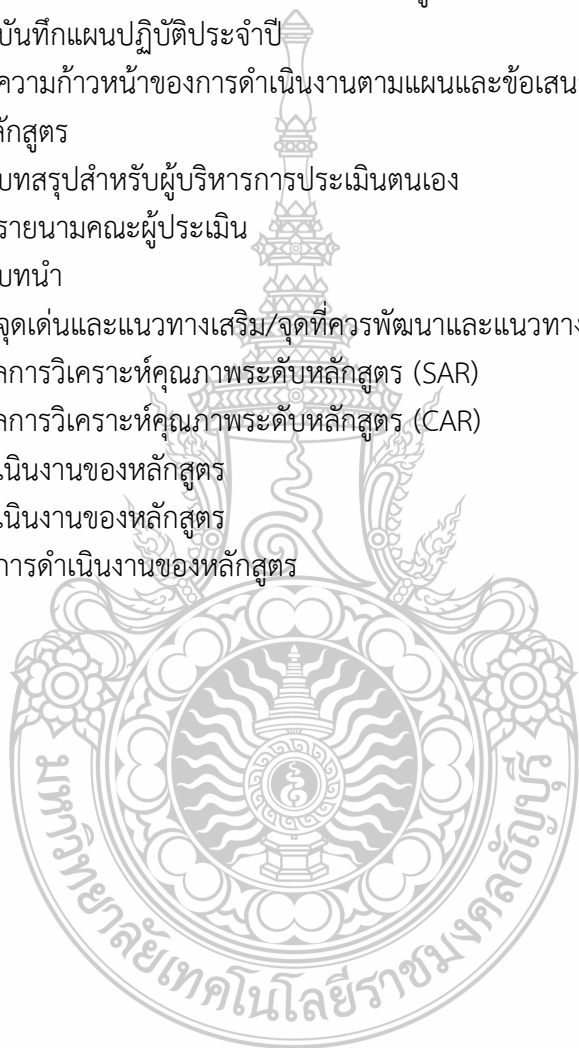 บันทึกแผนปฏิบัติประจำปี
ความก้าวหน้าของการดำเนินงานตามแผนและข้อเสน
ลักสูตร
บทสรุปสำหรับผู้บริหารการประเมินตนเอง
รายนามคณะผู้ประเมิน
บทนำ
จุดเด่นและแนวทางเสริม/จุดที่ควรพัฒนาและแนวทาง
ลการวิเคราะห์คุณภาพระดับหลักสูตร (SAR)
ลการวิเคราะห์คุณภาพระดับหลักสูตร (CAR)
เนินงานของหลักสูตร
เนินงานของหลักสูตร
การดำเนินงานของหลักสูตร
มหาวิทยาลัยเทคโนโลยีราชมงคลธัญบุรี